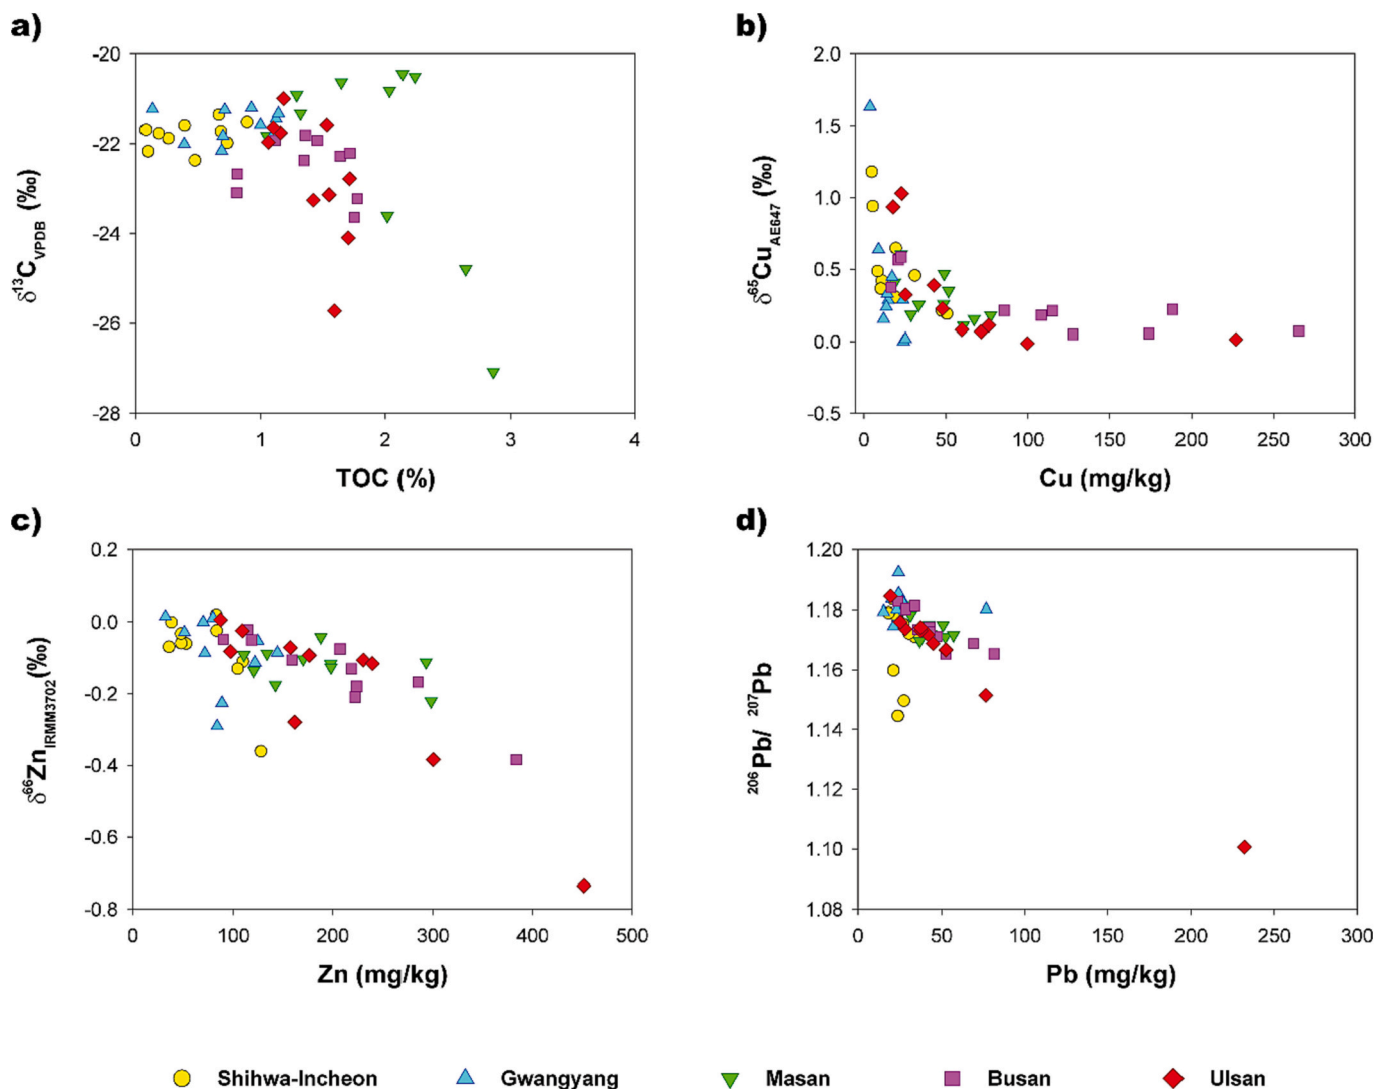 a)
-20
-22
-24
-26
-28
δ¹³C_VPDB (‰)
0 1 2 3 4
TOC (%)
b)
2.0
1.5
1.0
0.5
0.0
-0.5
δ⁶⁵Cu_AE647 (‰)
0 50 100 150 200 250 300
Cu (mg/kg)
c)
0.2
0.0
-0.2
-0.4
-0.6
-0.8
δ⁶⁶Zn_IRMM3702(‰)
0 100 200 300 400 500
Zn (mg/kg)
d)
1.20
1.18
1.16
1.14
1.12
1.10
1.08
²⁰⁶Pb/ ²⁰⁷Pb
0 50 100 150 200 250 300
Pb (mg/kg)
Shihwa-Incheon Gwangyang Masan Busan Ulsan